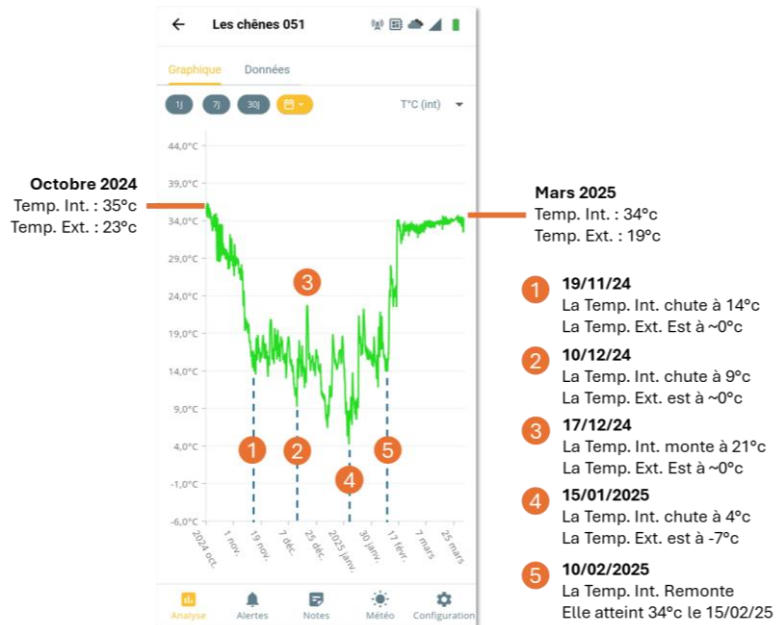 Les chênes 051
Graphique Données
1J 7J 30J T°C (int)
44,0°C
39,0°C
34,0°C
29,0°C
24,0°C
19,0°C
14,0°C
9,0°C
4,0°C
-1,0°C
-6,0°C
2024 oct. 1 nov. 19 nov. 7 déc. 25 déc. 2025 janv. 30 janv. 17 févr. 7 mars 25 mars
1
2
3
4
5
Analyse Alertes Notes Météo Configuration
Octobre 2024
Temp. Int. : 35°c
Temp. Ext. : 23°c
Mars 2025
Temp. Int. : 34°c
Temp. Ext. : 19°c
1 19/11/24
La Temp. Int. chute à 14°c
La Temp. Ext. Est à ~0°c
2 10/12/24
La Temp. Int. chute à 9°c
La Temp. Ext. est à ~0°c
3 17/12/24
La Temp. Int. monte à 21°c
La Temp. Ext. Est à ~0°c
4 15/01/2025
La Temp. Int. chute à 4°c
La Temp. Ext. est à -7°c
5 10/02/2025
La Temp. Int. Remonte
Elle atteint 34°c le 15/02/25